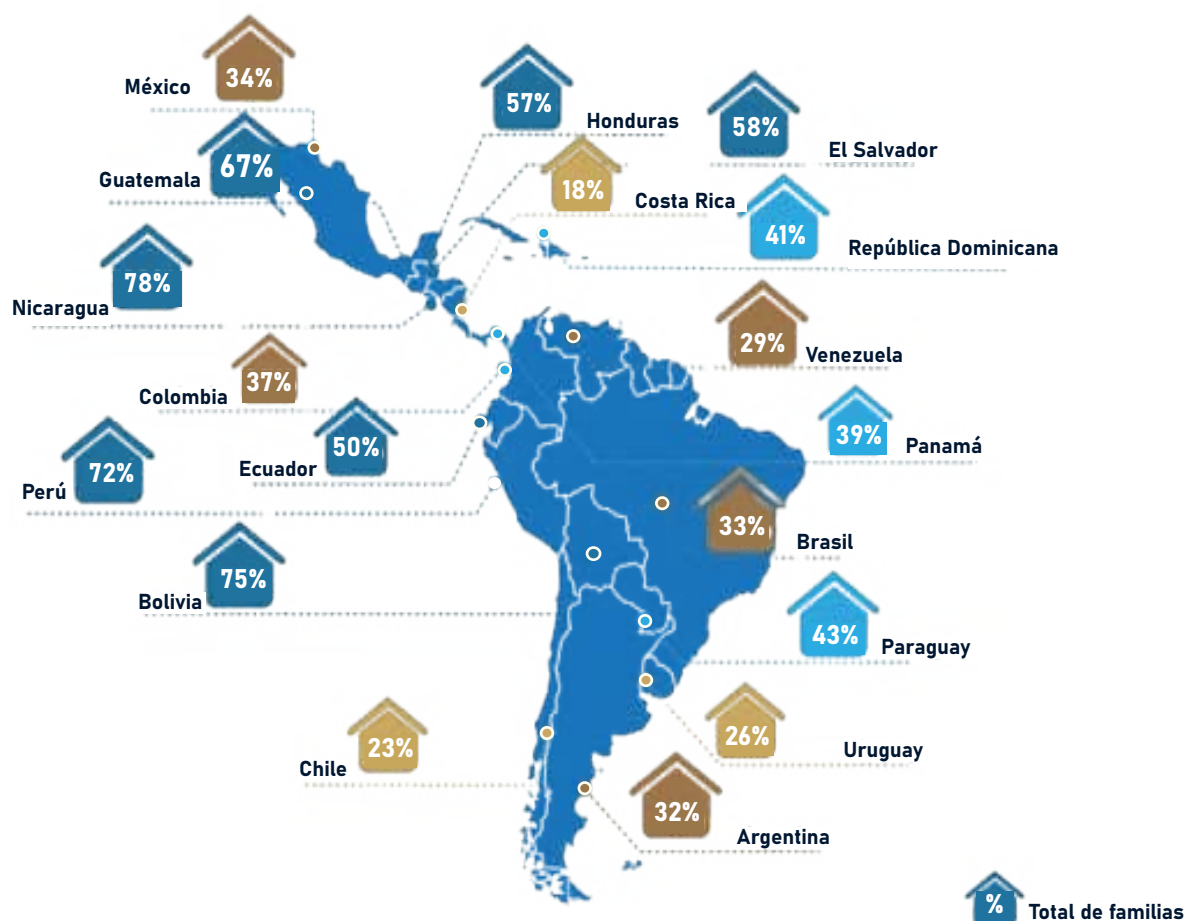 34%
México
57%
Honduras
58%
El Salvador
67%
Guatemala
18%
Costa Rica
41%
República Dominicana
78%
Nicaragua
29%
Venezuela
37%
Colombia
39%
Panamá
50%
Ecuador
72%
Perú
33%
Brasil
75%
Bolivia
43%
Paraguay
26%
Uruguay
23%
Chile
32%
Argentina
%
Total de familias